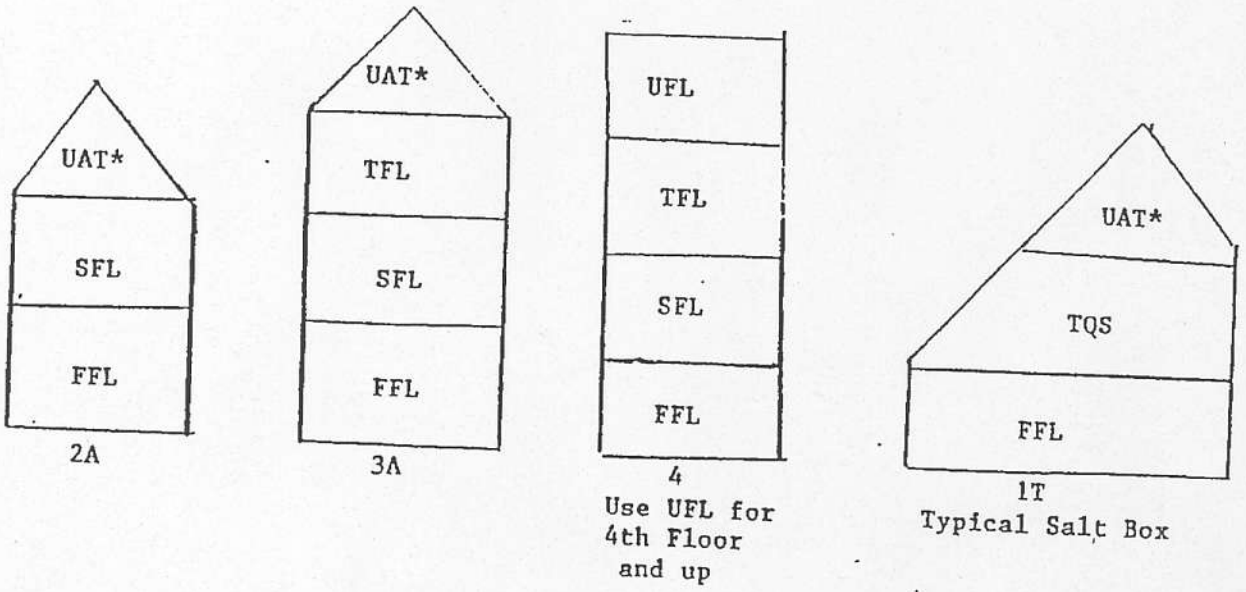 UAT*
SFL
FFL
2A
UAT*
TFL
SFL
FFL
3A
UFL
TFL
SFL
FFL
4
Use UFL for
4th Floor
and up
UAT*
TQS
FFL
1T
Typical Salt Box